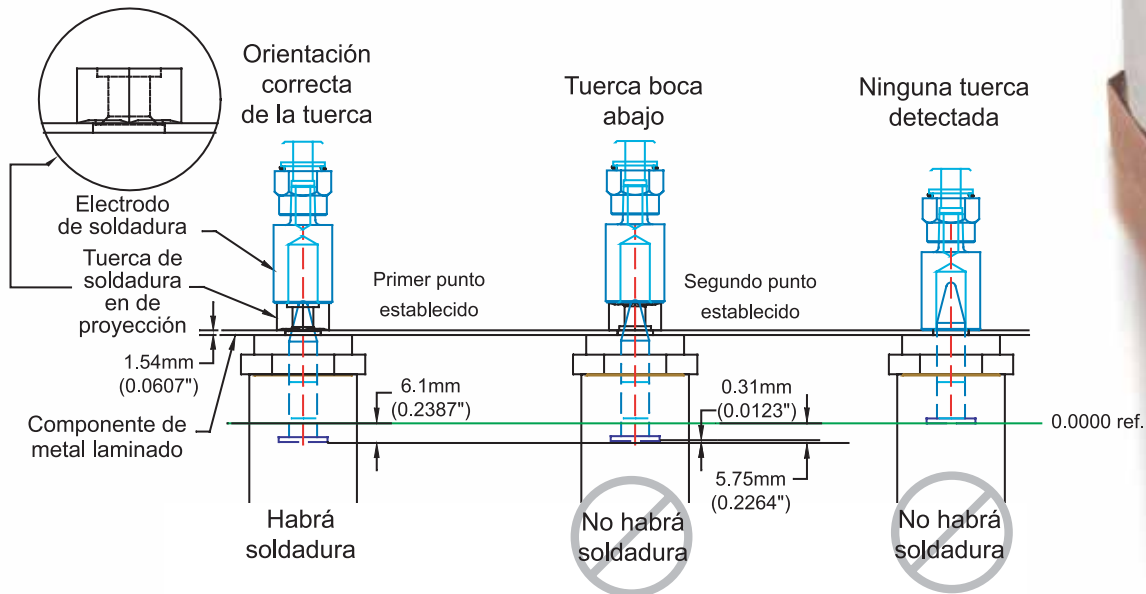 Orientación
correcta
de la tuerca
Tuerca boca
abajo
Ninguna tuerca
detectada
Electrodo
de soldadura
Tuerca de
soldadura
en de
proyección
Primer punto
establecido
Segundo punto
establecido
1.54mm
(0.0607")
6.1mm
(0.2387")
0.31mm
(0.0123")
Componente de
metal laminado
0.0000 ref.
5.75mm
(0.2264")
Habrá
soldadura
No habrá
soldadura
No habrá
soldadura